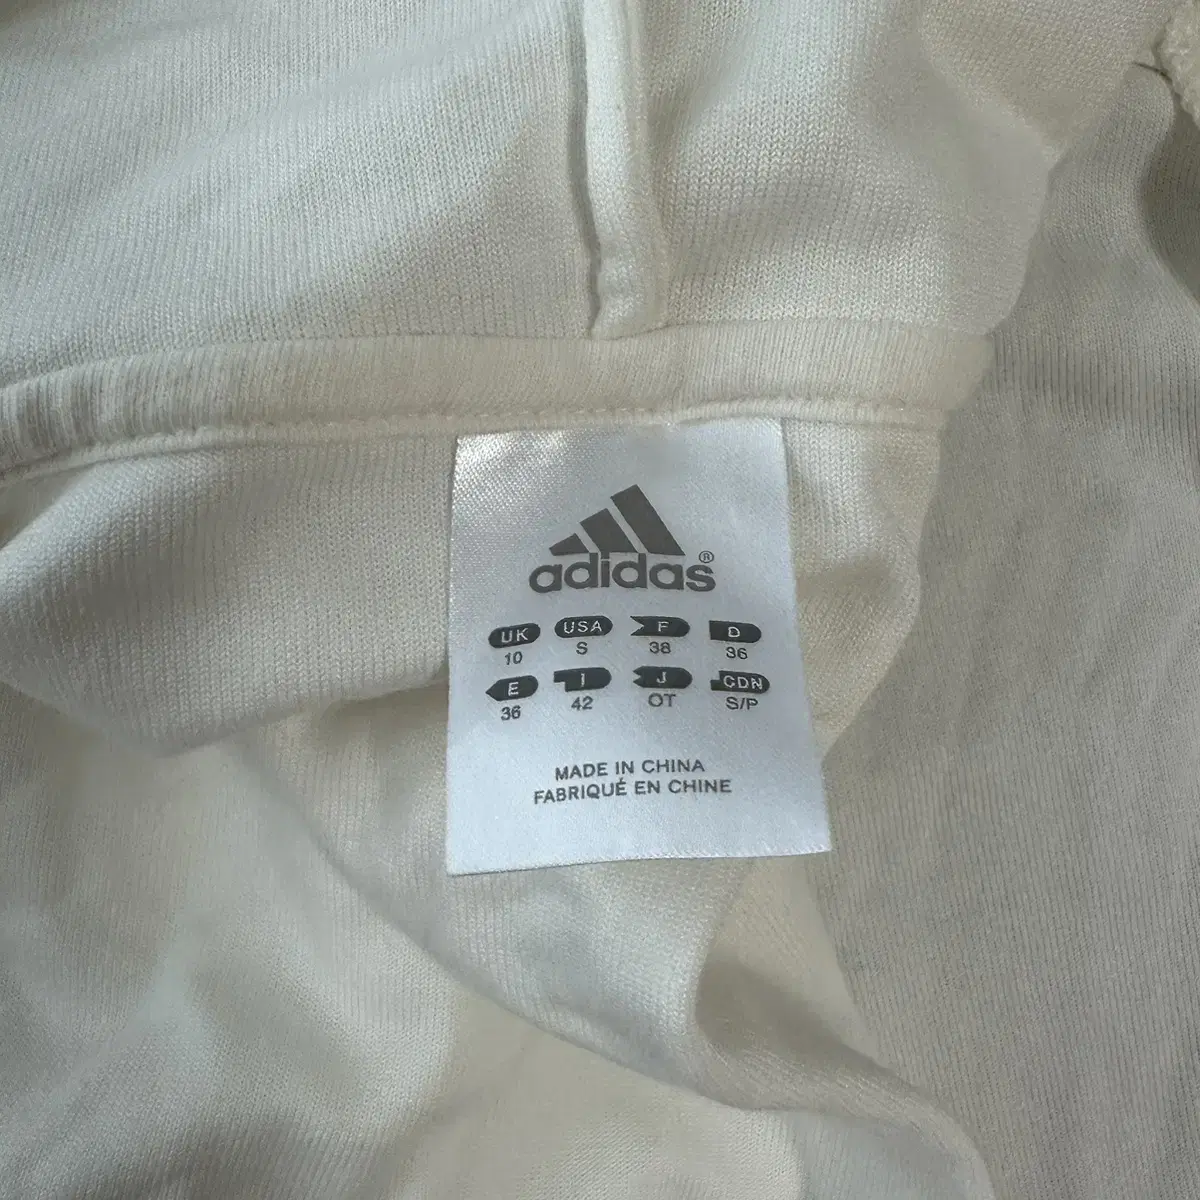 adidas®
UK USA F D
10 S 38 36
E I J CDN
36 42 OT S/P
MADE IN CHINA
FABRIQUÉ EN CHINE